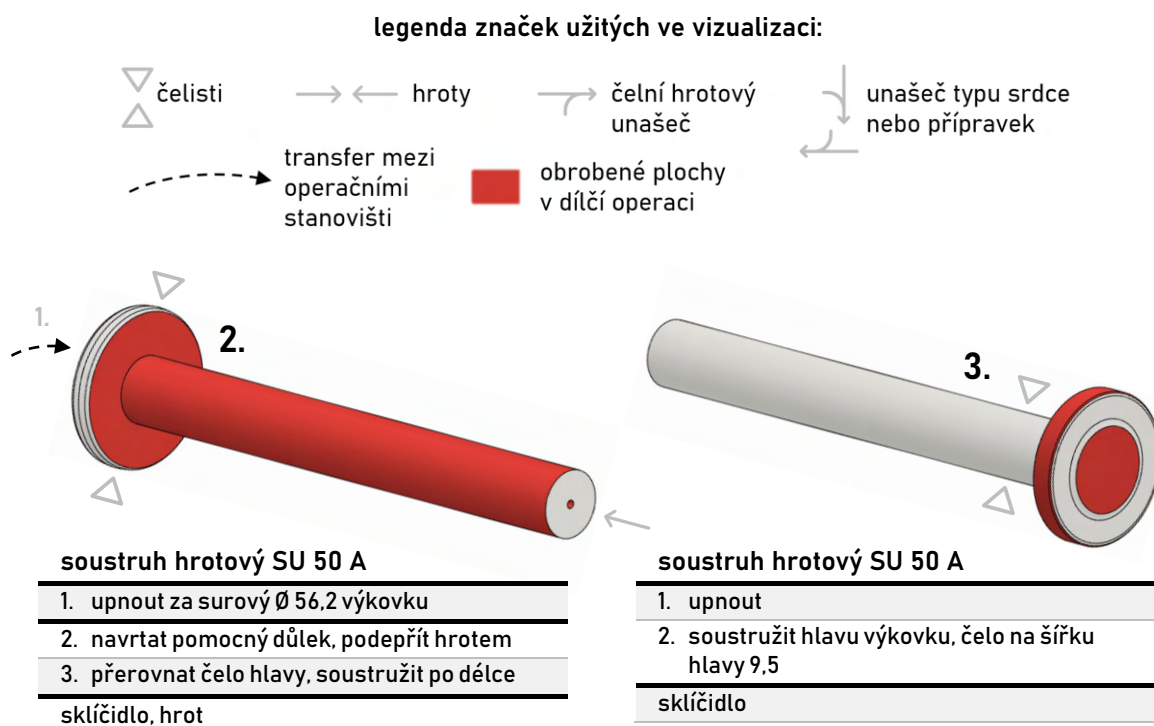 legenda značek užitých ve vizualizaci:
čelisti
hroty
čelní hrotový
unašeč
unašeč typu srdce
nebo přípravek
transfer mezi
operačními
stanovišti
obrobené plochy
v dílčí operaci
1.
2.
3.
soustruh hrotový SU 50 A
1. upnout za surový Ø 56,2 výkovku
2. navrtat pomocný důlek, podepřít hrotem
3. přerovnat čelo hlavy, soustružit po délce
sklíčidlo, hrot
soustruh hrotový SU 50 A
1. upnout
2. soustružit hlavu výkovku, čelo na šířku
hlavy 9,5
sklíčidlo